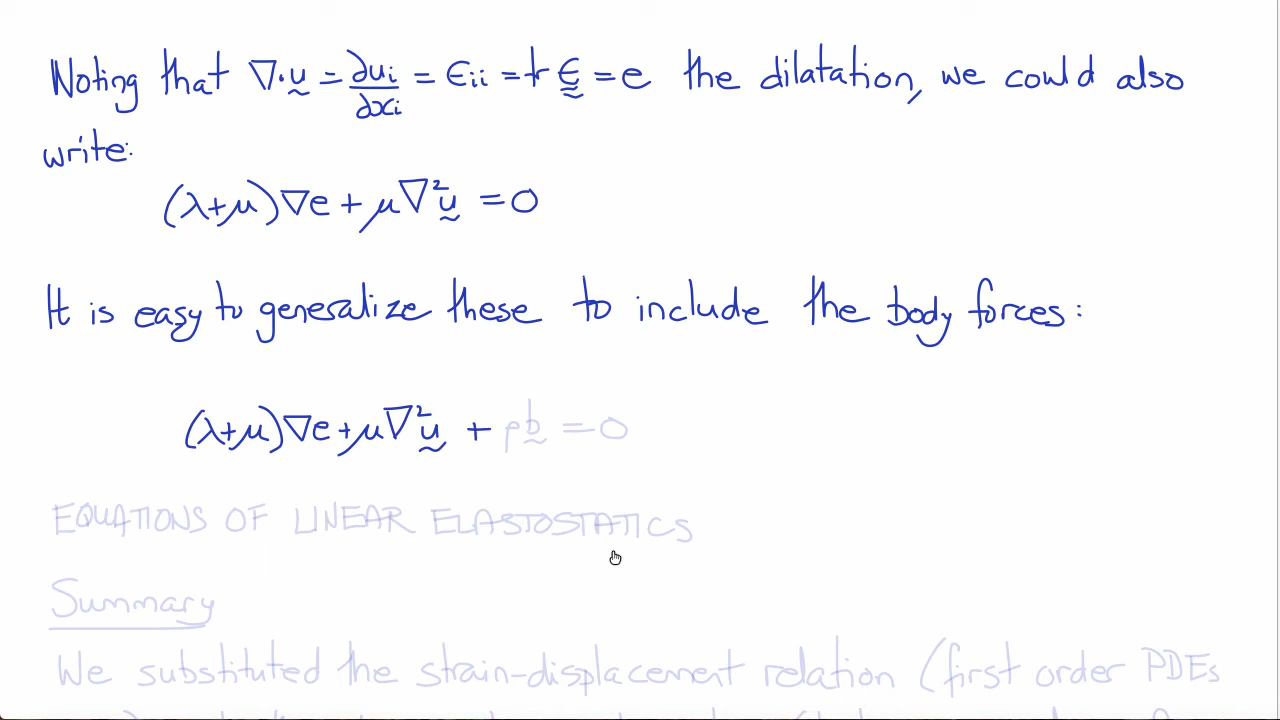 Noting that ∇·ṵ = ∂uᵢ/∂xᵢ = ϵᵢᵢ = tr ϵ̰ = e the dilatation, we could also
write:
(λ+μ)∇e + μ∇²ṵ = 0
It is easy to generalize these to include the body forces:
(λ+μ)∇e + μ∇²ṵ + ρb̰ = 0
EQUATIONS OF LINEAR ELASTOSTATICS
Summary
We substituted the strain-displacement relation (first order PDEs